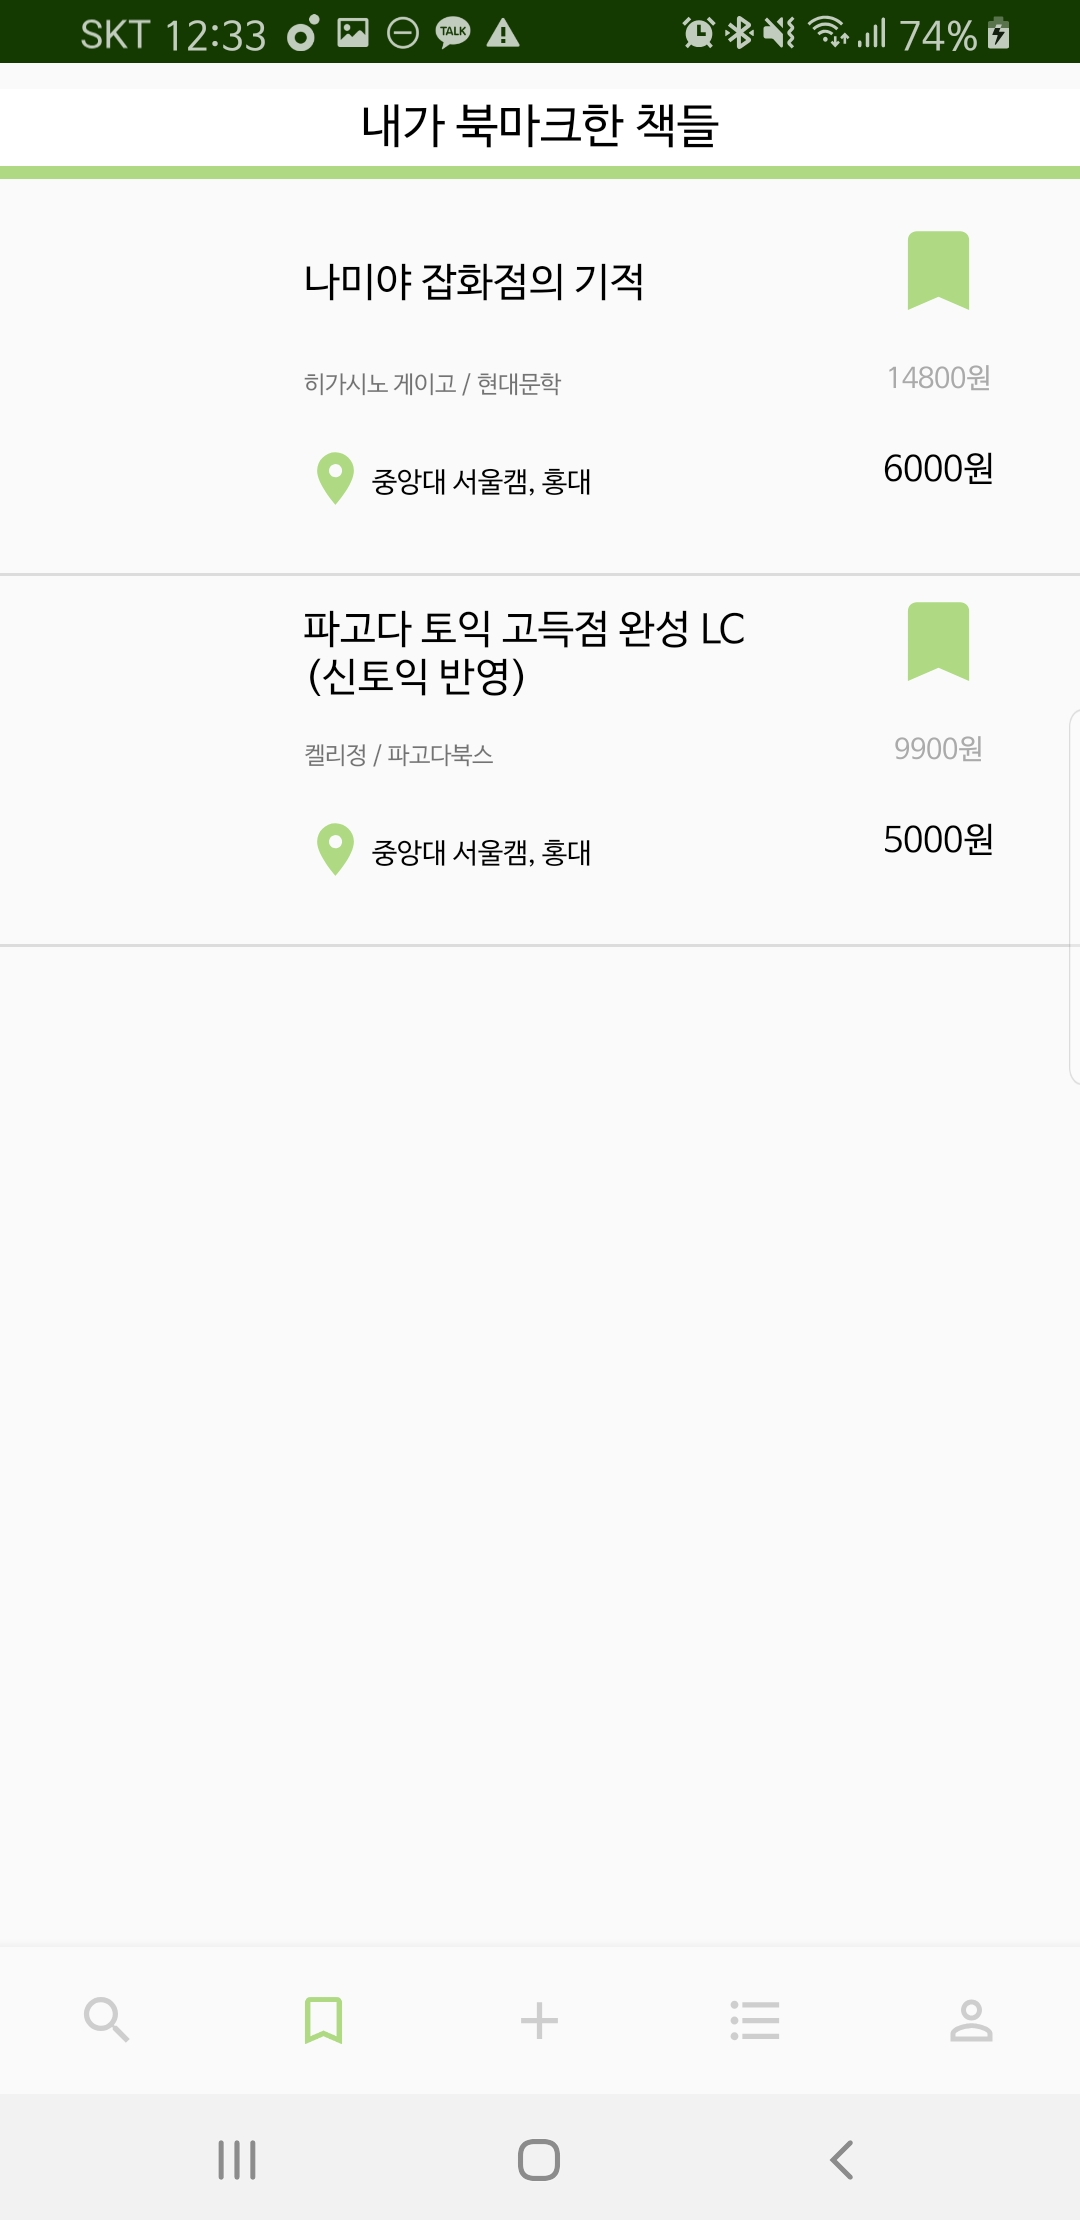 SKT 12:33 TALK 74%
내가 북마크한 책들
나미야 잡화점의 기적
히가시노 게이고 / 현대문학
14800원
중앙대 서울캠, 홍대
6000원
파고다 토익 고득점 완성 LC
(신토익 반영)
켈리정 / 파고다북스
9900원
중앙대 서울캠, 홍대
5000원